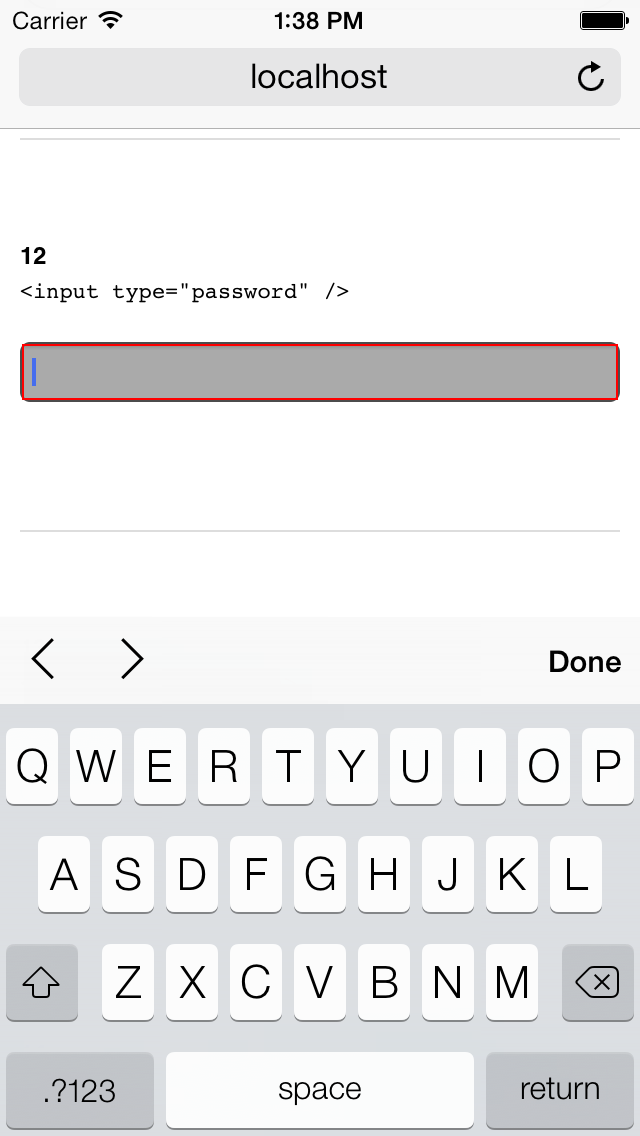 Carrier 1:38 PM
localhost
12
<input type="password" />
Done
Q W E R T Y U I O P
A S D F G H J K L
Z X C V B N M
.?123 space return